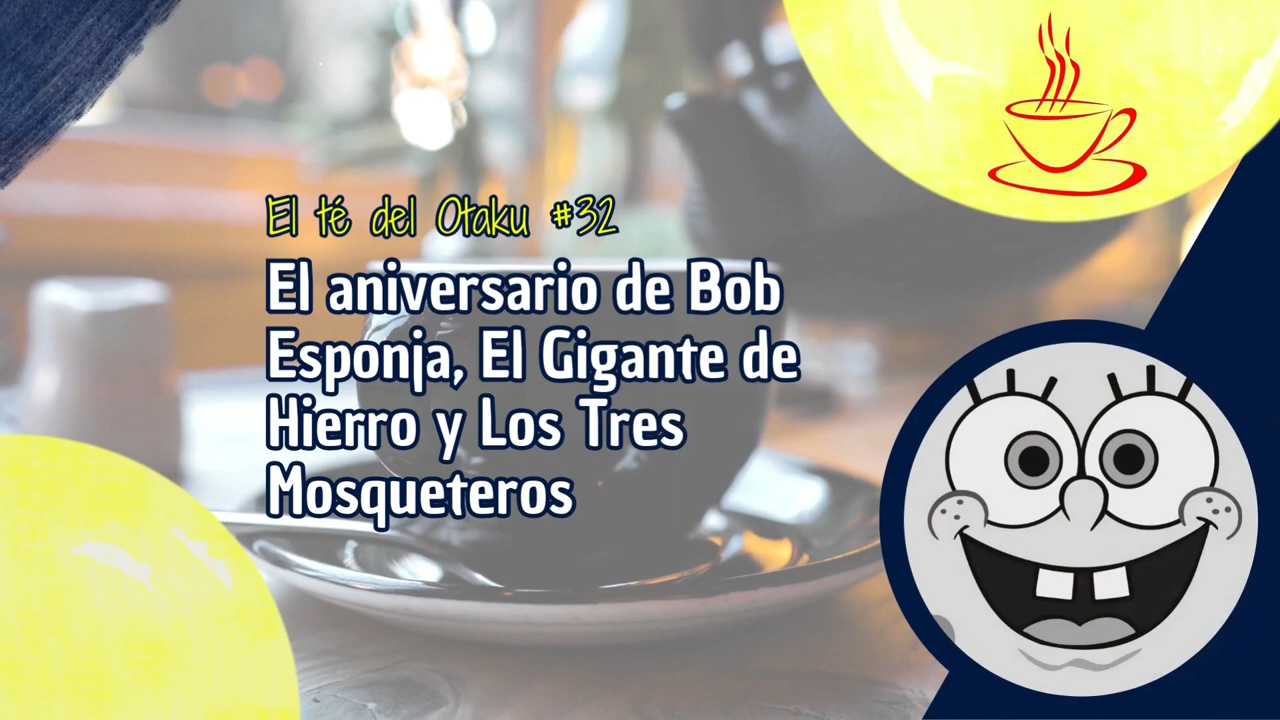 El té del Otaku #32
El aniversario de Bob
Esponja, El Gigante de
Hierro y Los Tres
Mosqueteros